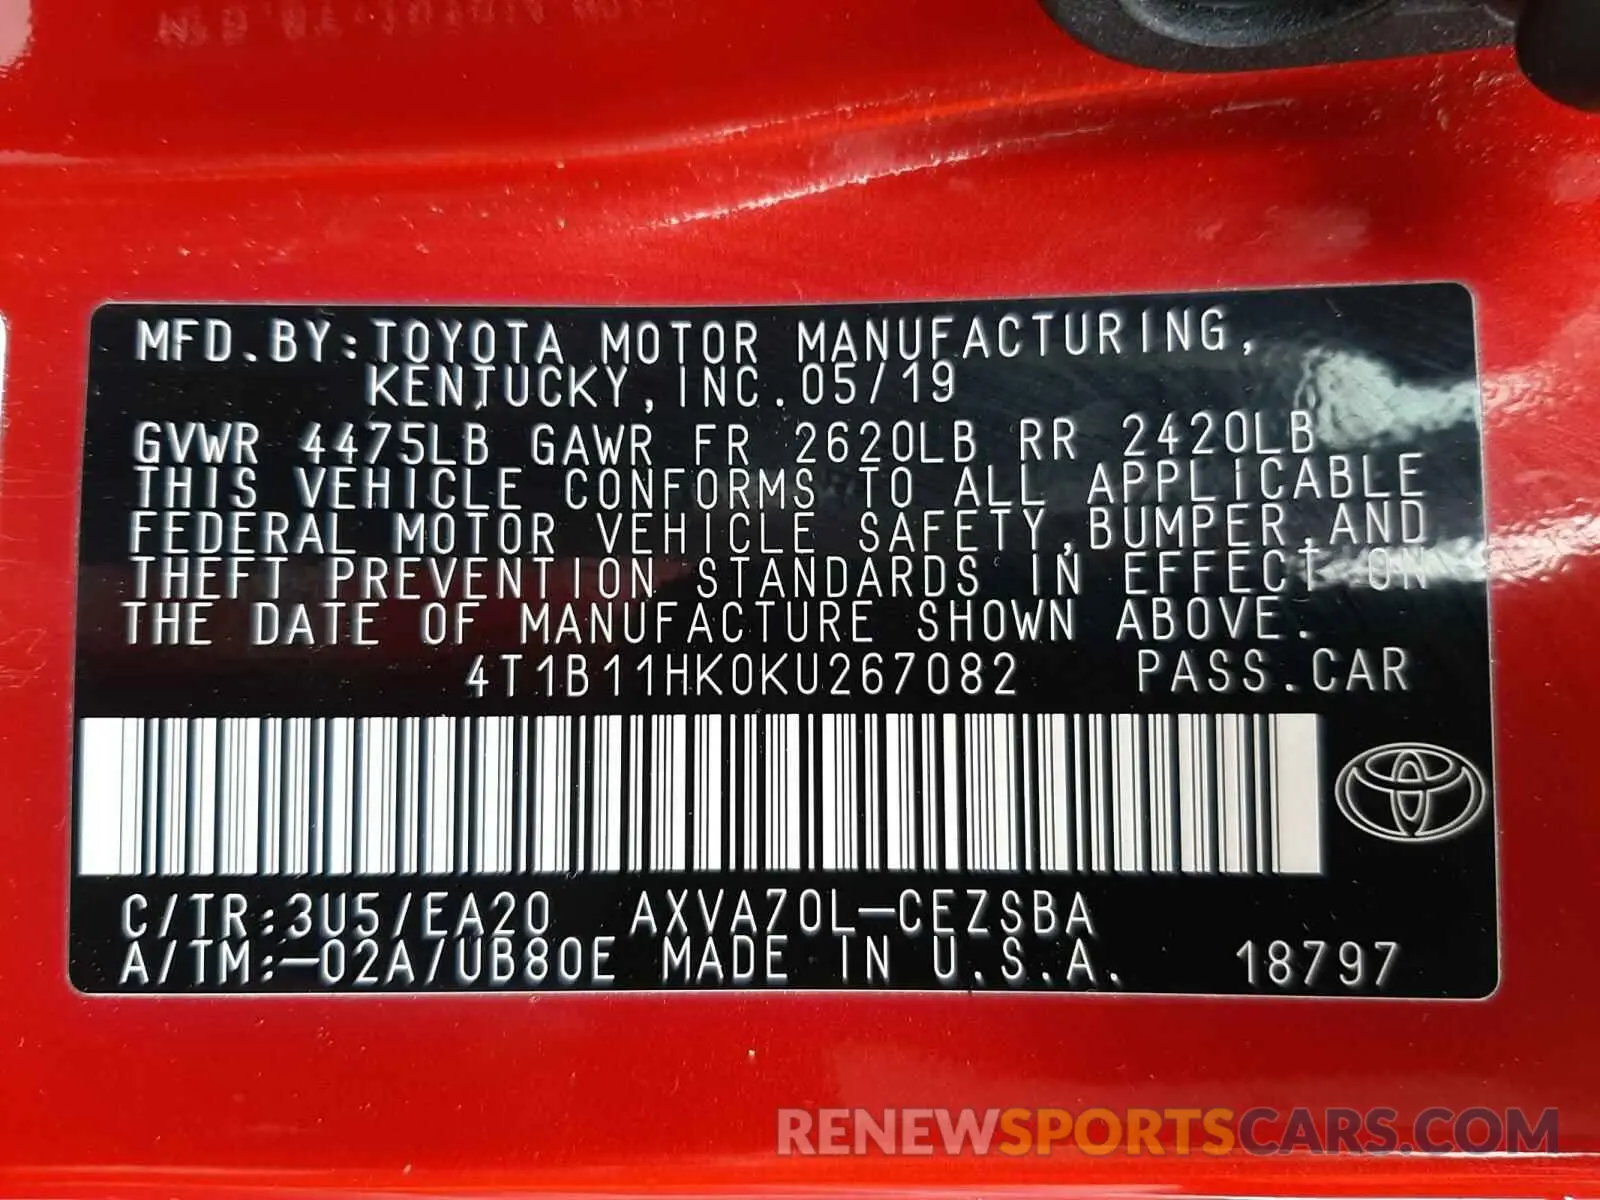 MFD.BY:TOYOTA MOTOR MANUFACTURING,
KENTUCKY,INC.05/19
GVWR 4475LB GAWR FR 2620LB RR 2420LB
THIS VEHICLE CONFORMS TO ALL APPLICABLE
FEDERAL MOTOR VEHICLE SAFETY,BUMPER,AND
THEFT PREVENTION STANDARDS IN EFFECT ON
THE DATE OF MANUFACTURE SHOWN ABOVE.
4T1B11HK0KU267082 PASS.CAR
C/TR:3U5/EA20 AXVA70L-CEZSBA
A/TM:-02A/UB80E MADE IN U.S.A. 18797
RENEWSPORTSCARS.COM